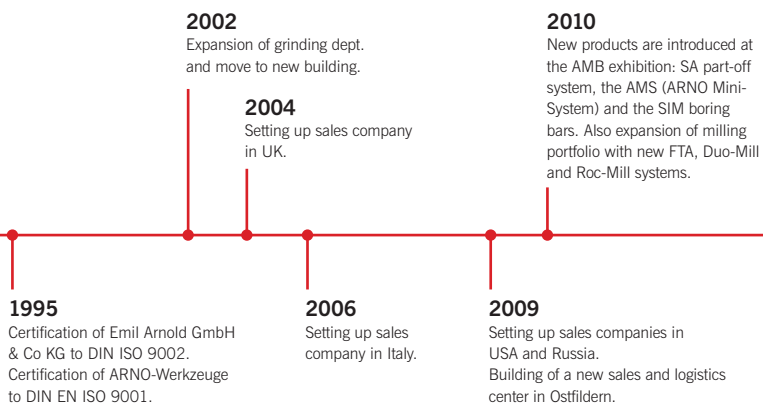 2002
Expansion of grinding dept.
and move to new building.
2004
Setting up sales company
in UK.
2010
New products are introduced at
the AMB exhibition: SA part-off
system, the AMS (ARNO Mini-
System) and the SIM boring
bars. Also expansion of milling
portfolio with new FTA, Duo-Mill
and Roc-Mill systems.
1995
Certification of Emil Arnold GmbH
& Co KG to DIN ISO 9002.
Certification of ARNO-Werkzeuge
to DIN EN ISO 9001.
2006
Setting up sales
company in Italy.
2009
Setting up sales companies in
USA and Russia.
Building of a new sales and logistics
center in Ostfildern.